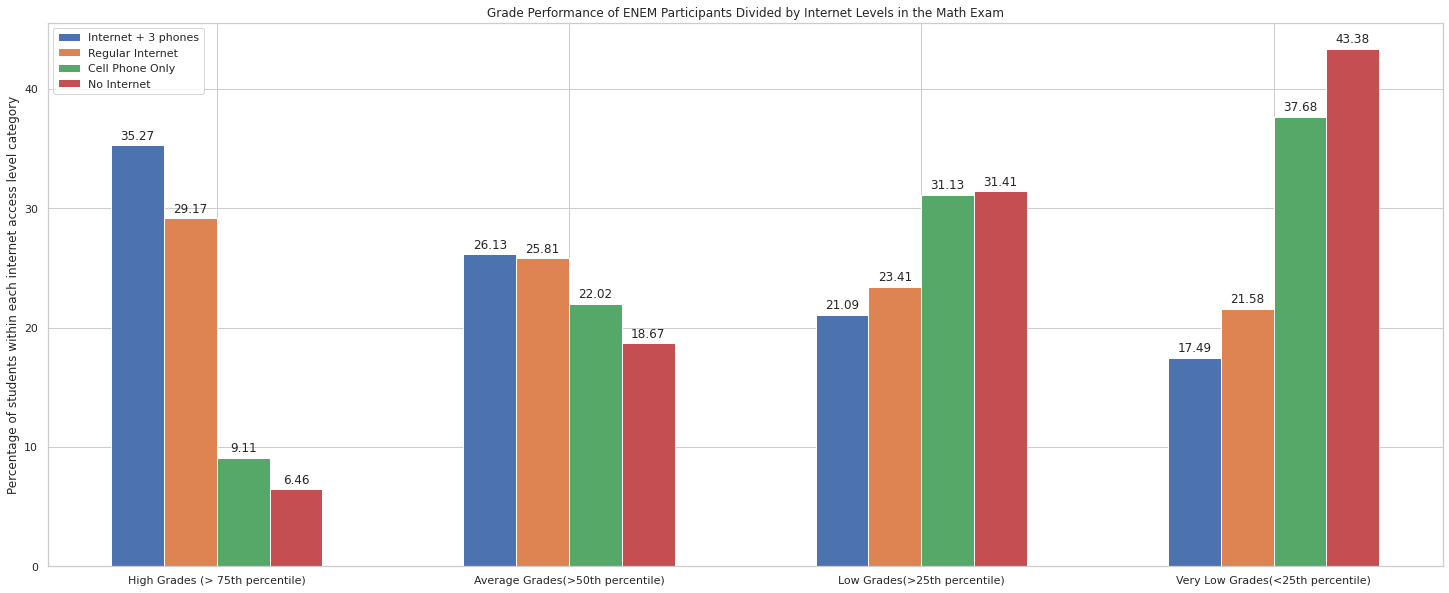 Grade Performance of ENEM Participants Divided by Internet Levels in the Math Exam
Internet + 3 phones
Regular Internet
Cell Phone Only
No Internet
Percentage of students within each internet access level category
40
30
20
10
0
35.27
29.17
9.11
6.46
26.13
25.81
22.02
18.67
21.09
23.41
31.13
31.41
17.49
21.58
37.68
43.38
High Grades (> 75th percentile)
Average Grades(>50th percentile)
Low Grades(>25th percentile)
Very Low Grades(<25th percentile)